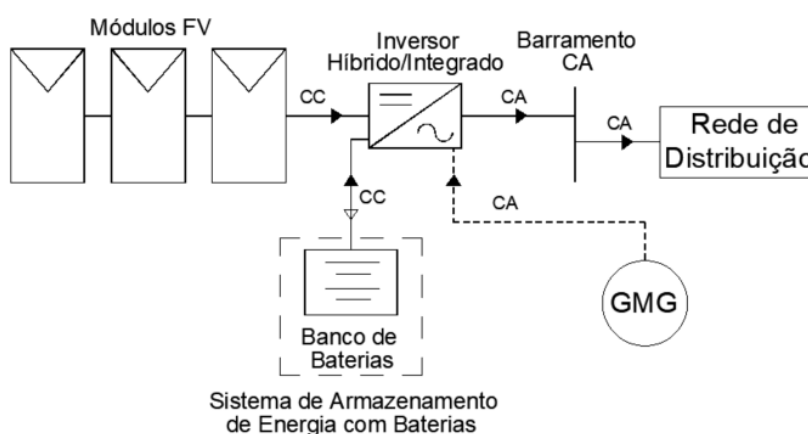 Módulos FV
Inversor
Híbrido/Integrado
Barramento
CA
CC
CA
CA
Rede de
Distribuição
CC
CA
GMG
Banco de
Baterias
Sistema de Armazenamento
de Energia com Baterias